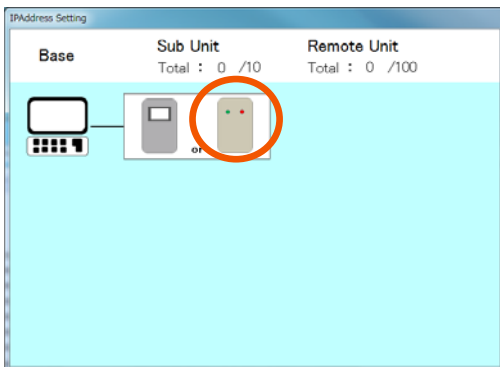 IPAddress Setting
Base
Sub Unit
Total : 0 /10
Remote Unit
Total : 0 /100
or